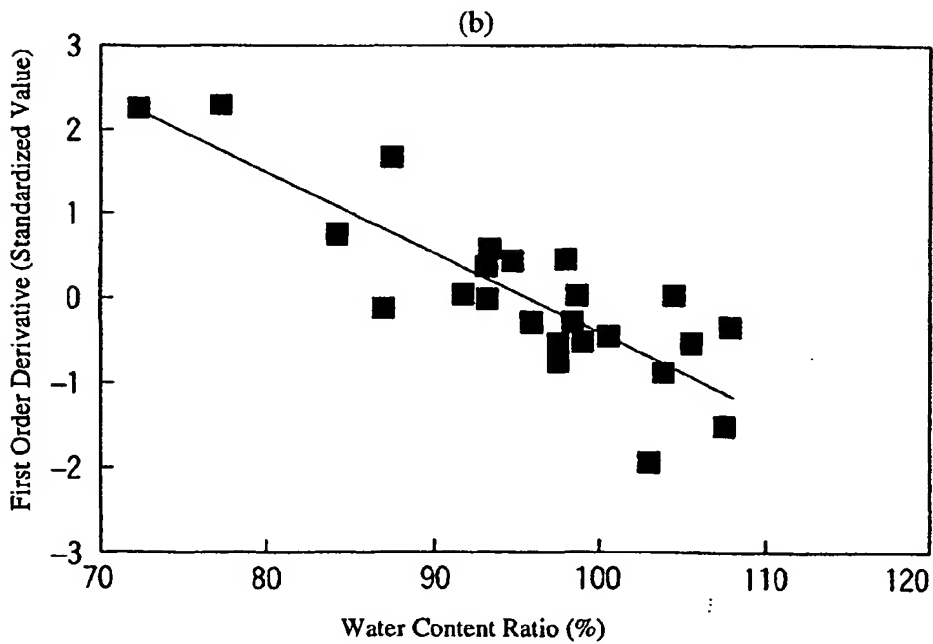 (b)
First Order Derivative (Standardized Value)
3
2
1
0
−1
−2
−3
70 80 90 100 110 120
Water Content Ratio (%)